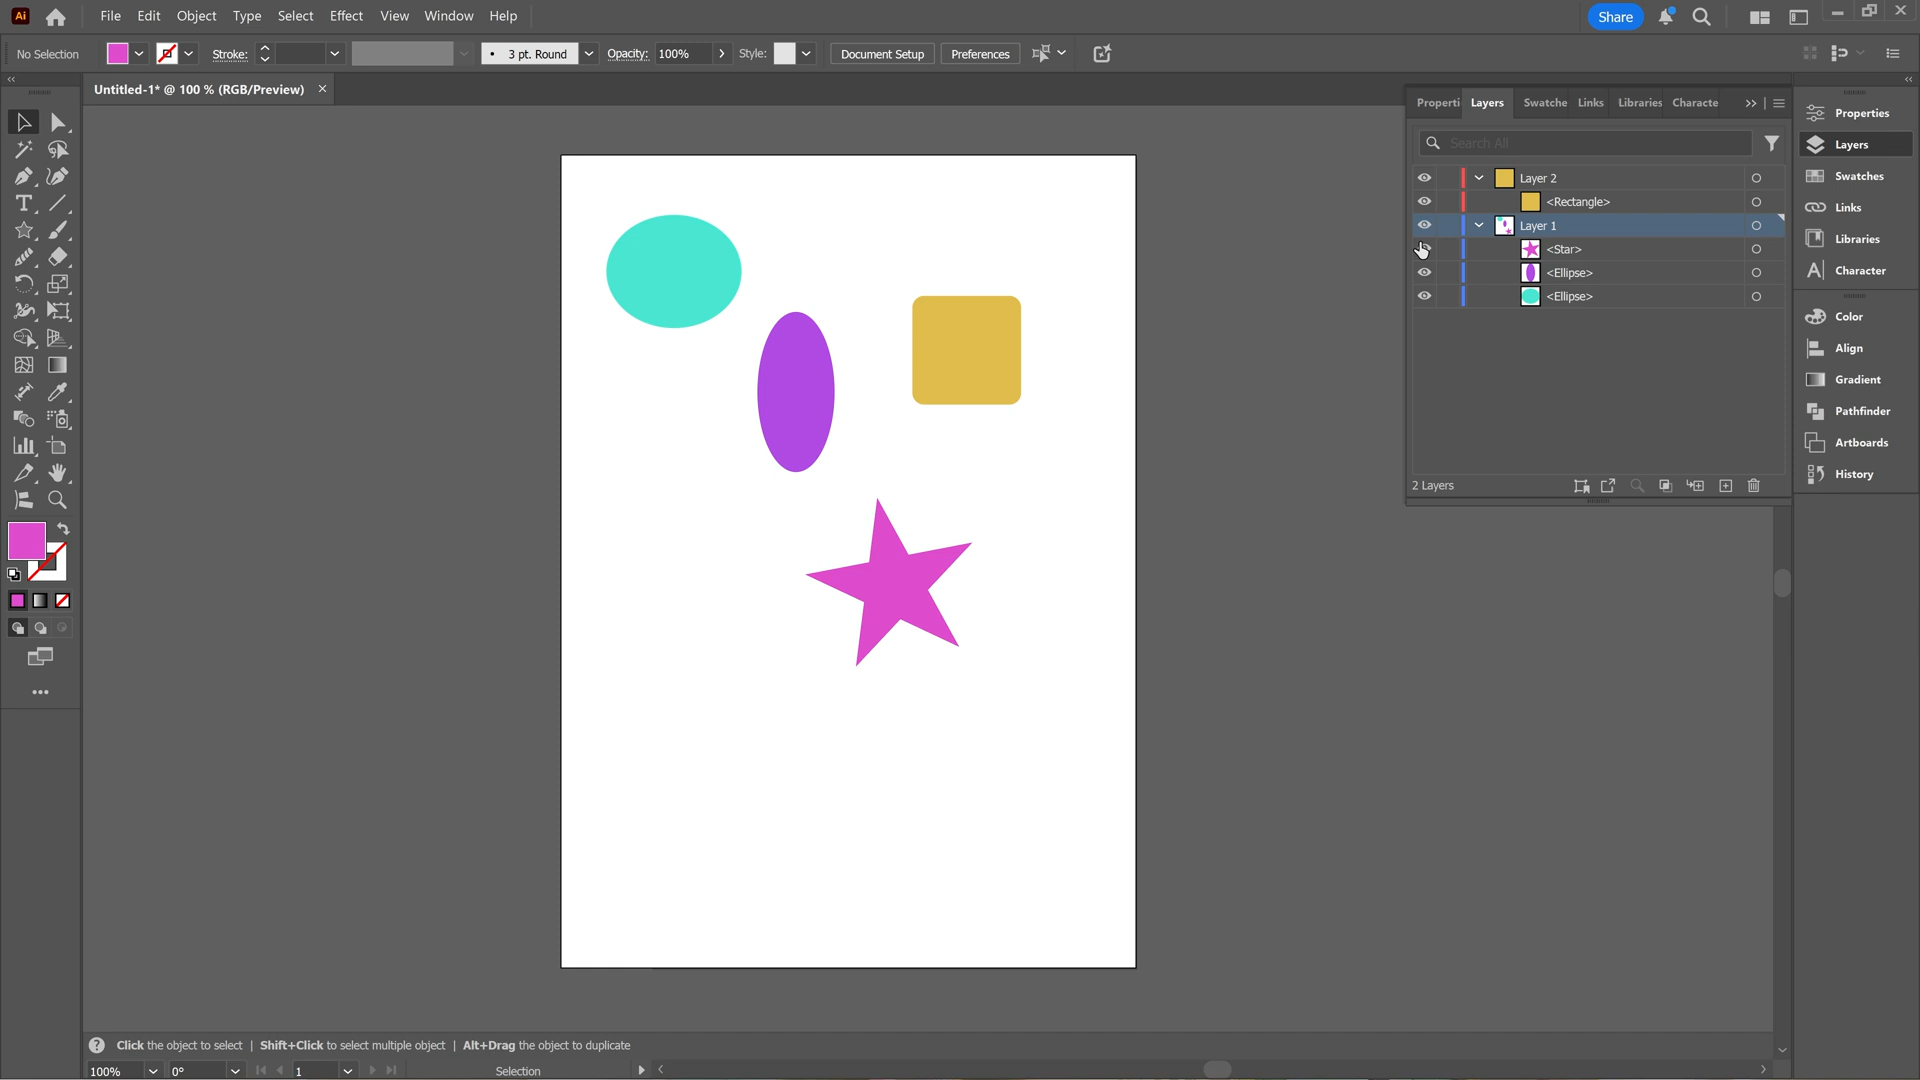 Ai File Edit Object Type Select Effect View Window Help Share
No Selection Stroke: 3 pt. Round Opacity: 100% Style: Document Setup Preferences
Untitled-1* @ 100 % (RGB/Preview)
Properti Layers Swatche Links Libraries Characte
Search All
Layer 2
<Rectangle>
Layer 1
<Star>
<Ellipse>
<Ellipse>
2 Layers
Properties
Layers
Swatches
Links
Libraries
Character
Color
Align
Gradient
Pathfinder
Artboards
History
Click the object to select | Shift+Click to select multiple object | Alt+Drag the object to duplicate
100% 0° 1 Selection